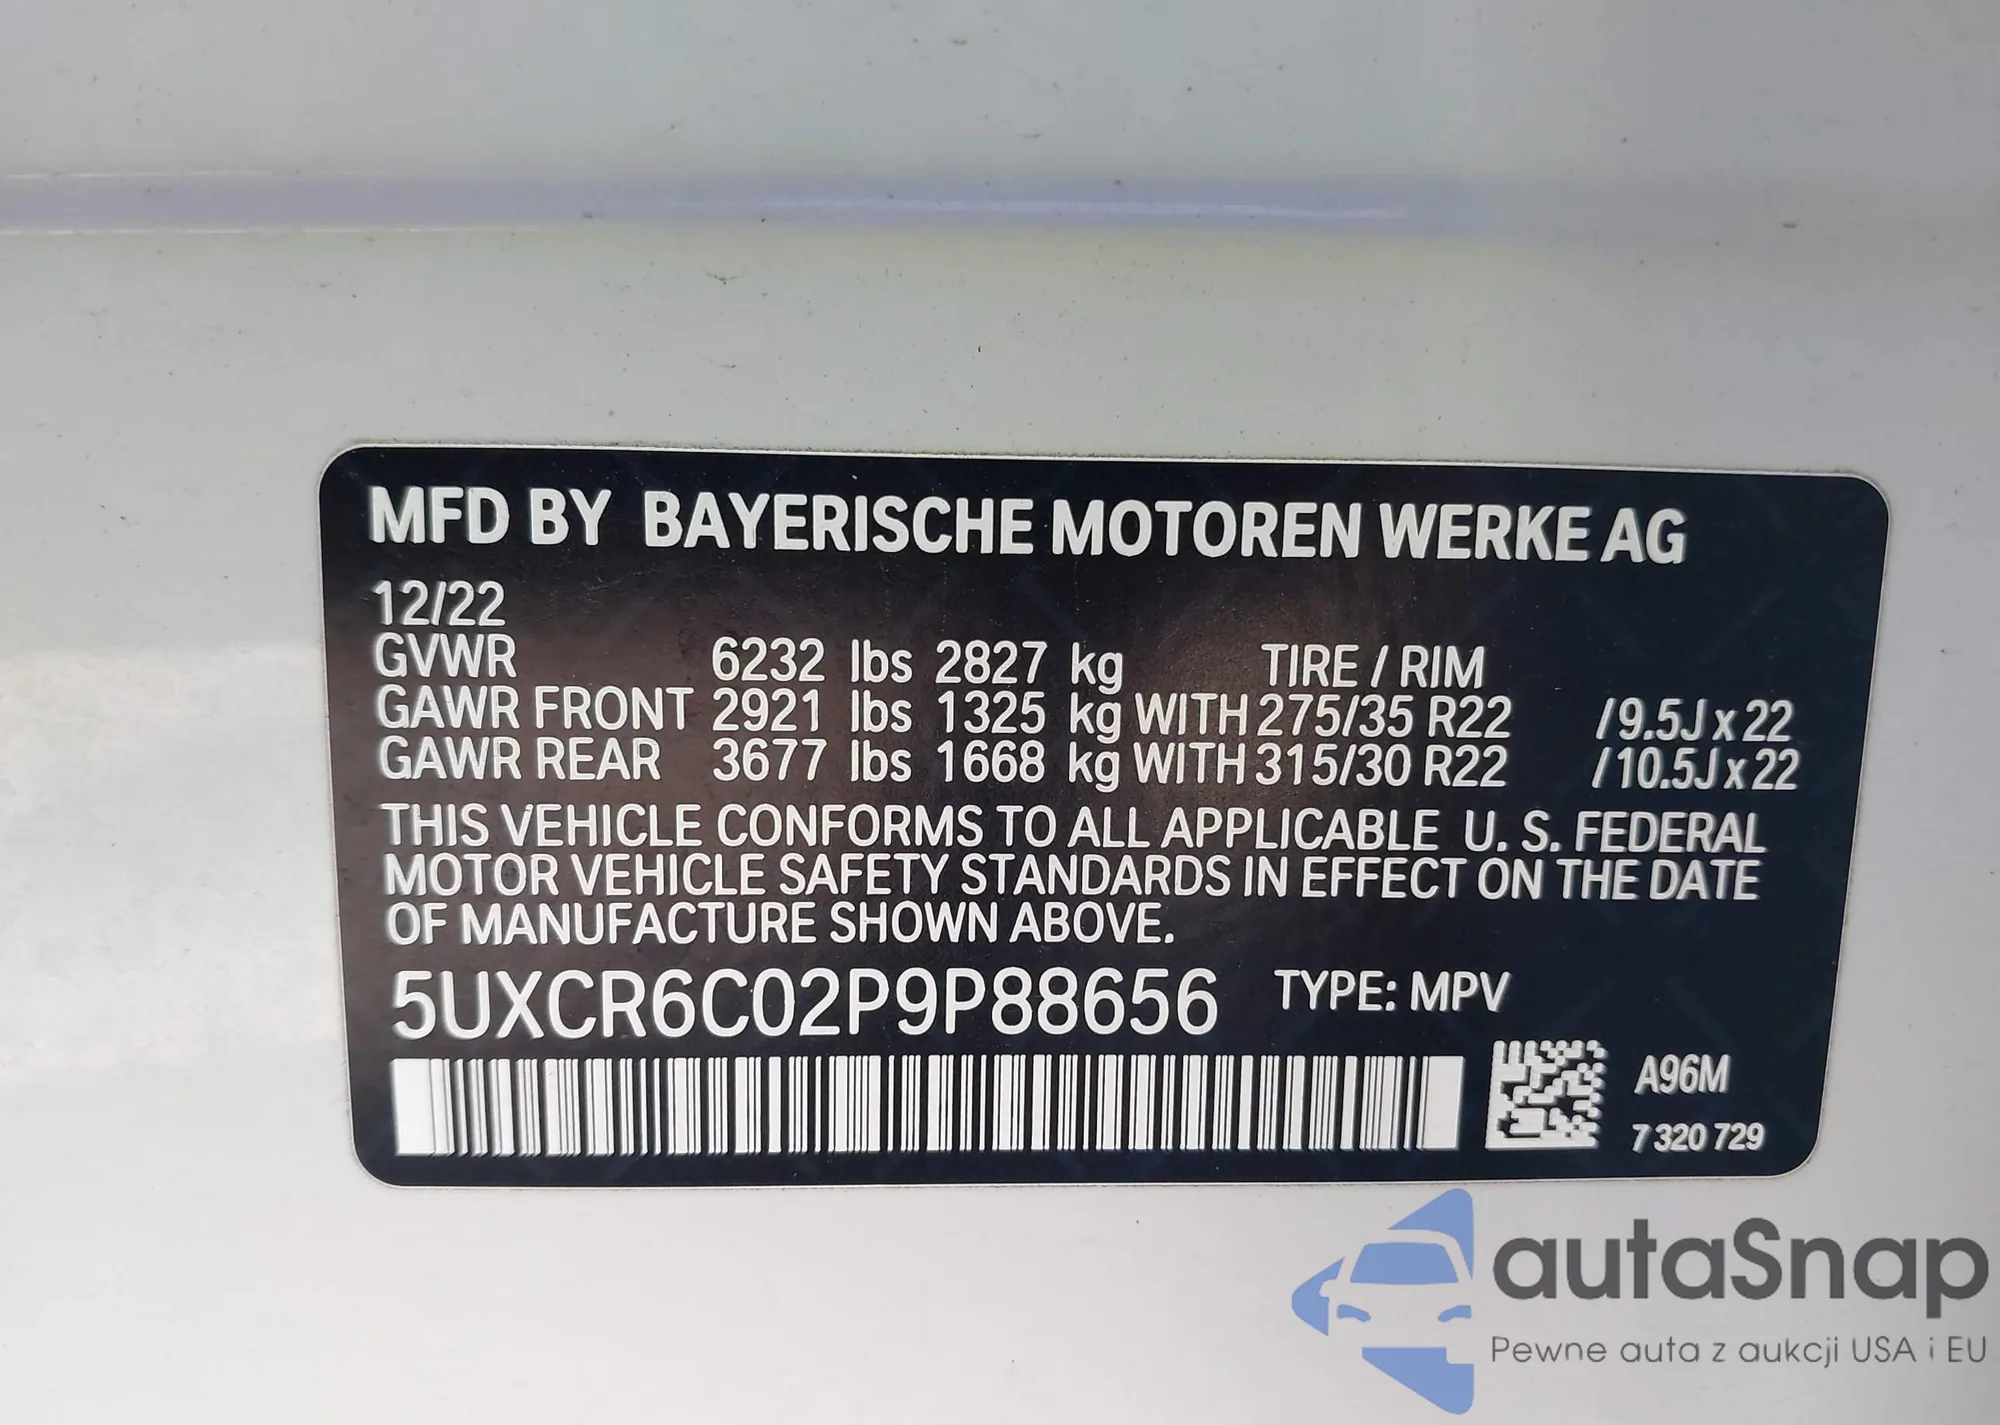 MFD BY BAYERISCHE MOTOREN WERKE AG
12/22
GVWR 6232 lbs 2827 kg TIRE / RIM
GAWR FRONT 2921 lbs 1325 kg WITH 275/35 R22 /9.5J x 22
GAWR REAR 3677 lbs 1668 kg WITH 315/30 R22 /10.5J x 22
THIS VEHICLE CONFORMS TO ALL APPLICABLE U. S. FEDERAL
MOTOR VEHICLE SAFETY STANDARDS IN EFFECT ON THE DATE
OF MANUFACTURE SHOWN ABOVE.
5UXCR6C02P9P88656 TYPE: MPV
A96M
7 320 729
autaSnap
Pewne auta z aukcji USA i EU